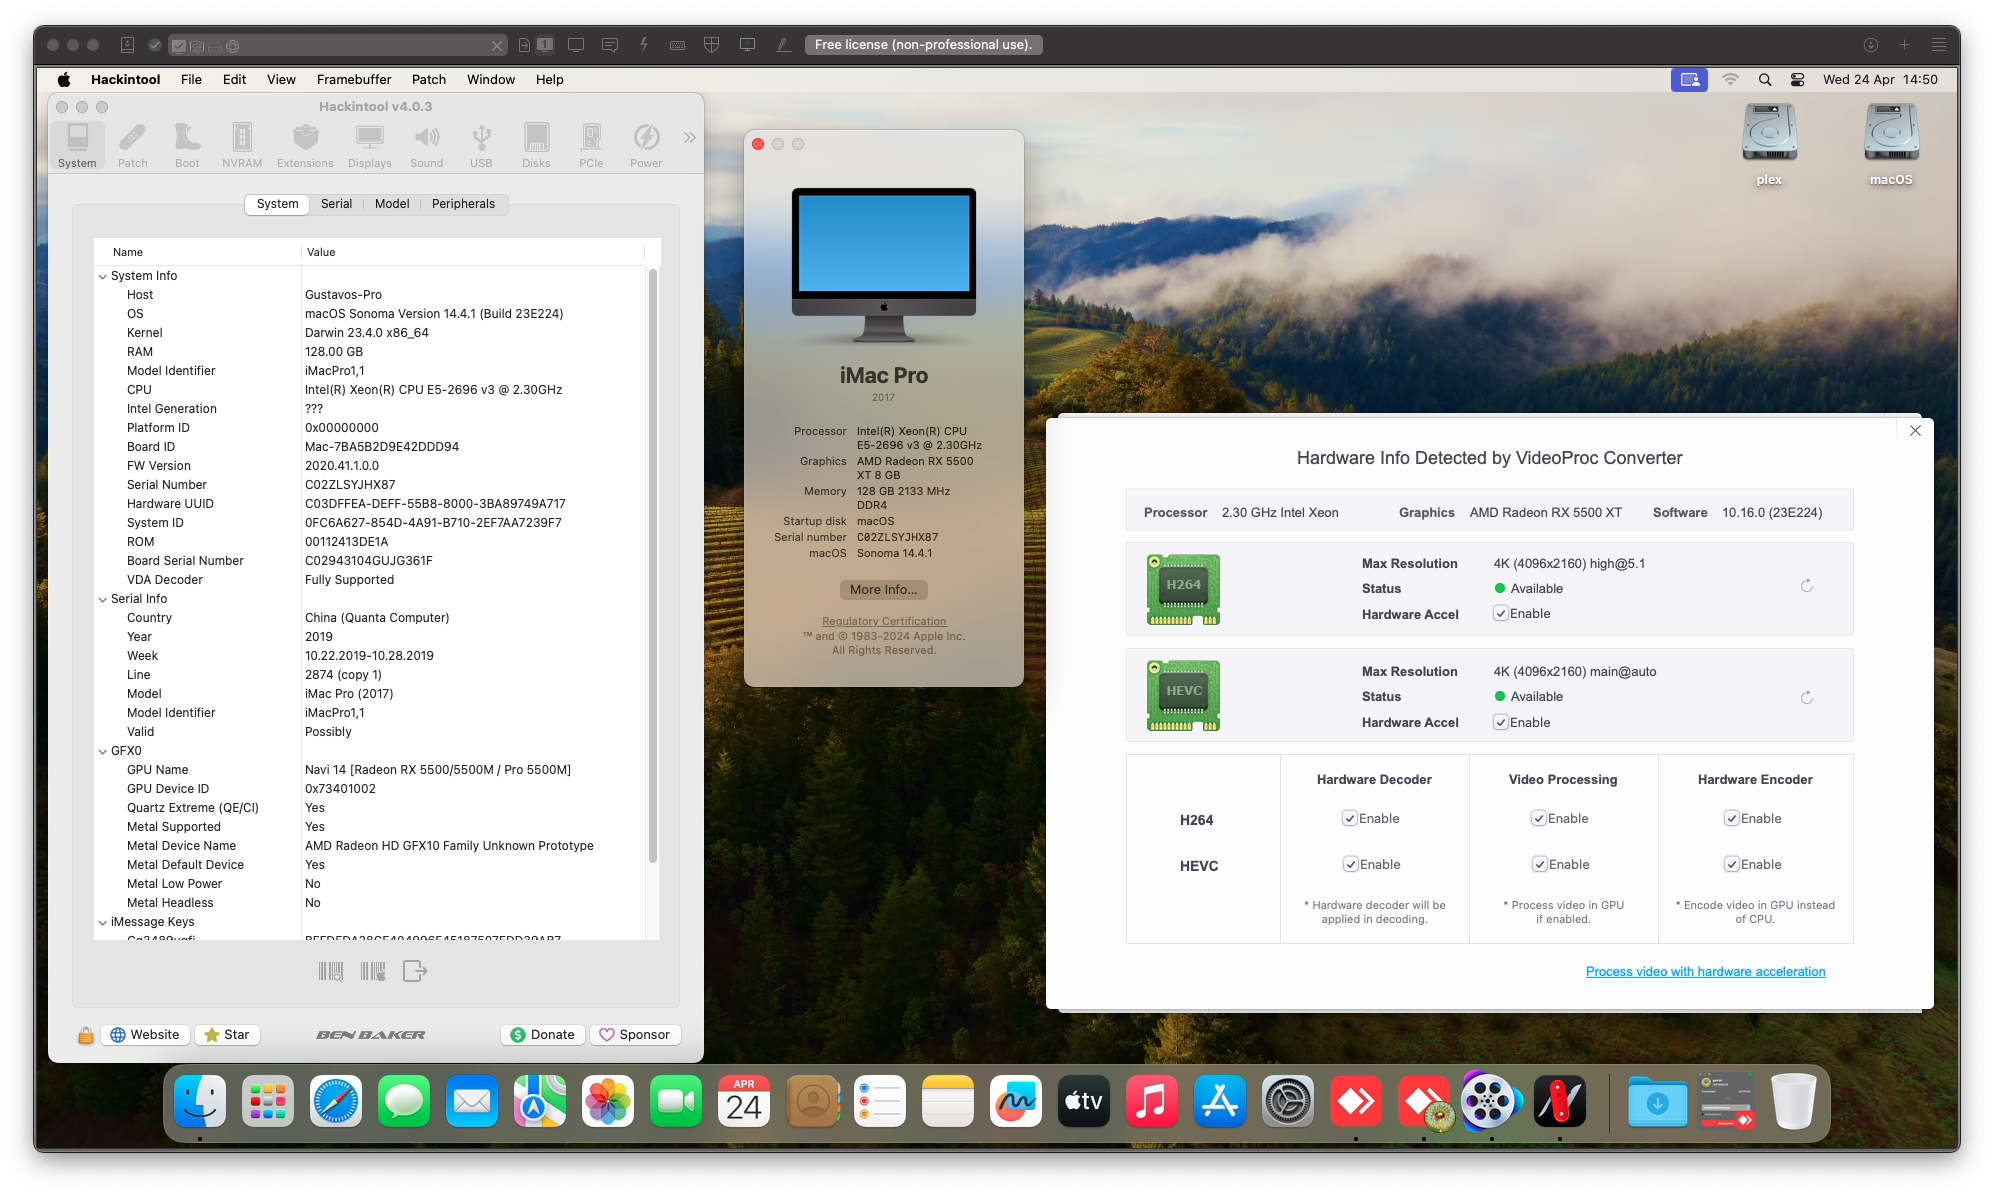 1
Free license (non-professional use).
Hackintool File Edit View Framebuffer Patch Window Help
Wed 24 Apr 14:50
Hackintool v4.0.3
System Patch Boot NVRAM Extensions Displays Sound USB Disks PCIe Power
System Serial Model Peripherals
Name Value
System Info
Host Gustavos-Pro
OS macOS Sonoma Version 14.4.1 (Build 23E224)
Kernel Darwin 23.4.0 x86_64
RAM 128.00 GB
Model Identifier iMacPro1,1
CPU Intel(R) Xeon(R) CPU E5-2696 v3 @ 2.30GHz
Intel Generation ???
Platform ID 0x00000000
Board ID Mac-7BA5B2D9E42DDD94
FW Version 2020.41.1.0.0
Serial Number C02ZLSYJHX87
Hardware UUID C03DFFEA-DEFF-55B8-8000-3BA89749A717
System ID 0FC6A627-854D-4A91-B710-2EF7AA7239F7
ROM 00112413DE1A
Board Serial Number C02943104GUJG361F
VDA Decoder Fully Supported
Serial Info
Country China (Quanta Computer)
Year 2019
Week 10.22.2019-10.28.2019
Line 2874 (copy 1)
Model iMac Pro (2017)
Model Identifier iMacPro1,1
Valid Possibly
GFX0
GPU Name Navi 14 [Radeon RX 5500/5500M / Pro 5500M]
GPU Device ID 0x73401002
Quartz Extreme (QE/CI) Yes
Metal Supported Yes
Metal Device Name AMD Radeon HD GFX10 Family Unknown Prototype
Metal Default Device Yes
Metal Low Power No
Metal Headless No
iMessage Keys
Website Star BEN BAKER Donate Sponsor
iMac Pro
2017
Processor Intel(R) Xeon(R) CPU
E5-2696 v3 @ 2.30GHz
Graphics AMD Radeon RX 5500
XT 8 GB
Memory 128 GB 2133 MHz
DDR4
Startup disk macOS
Serial number C02ZLSYJHX87
macOS Sonoma 14.4.1
More Info...
Regulatory Certification
™ and © 1983-2024 Apple Inc.
All Rights Reserved.
plex macOS
Hardware Info Detected by VideoProc Converter
Processor 2.30 GHz Intel Xeon Graphics AMD Radeon RX 5500 XT Software 10.16.0 (23E224)
H264
Max Resolution 4K (4096x2160) high@5.1
Status Available
Hardware Accel Enable
HEVC
Max Resolution 4K (4096x2160) main@auto
Status Available
Hardware Accel Enable
Hardware Decoder Video Processing Hardware Encoder
H264 Enable Enable Enable
HEVC Enable Enable Enable
* Hardware decoder will be
applied in decoding.
* Process video in GPU
if enabled.
* Encode video in GPU instead
of CPU.
Process video with hardware acceleration
APR
24
tv